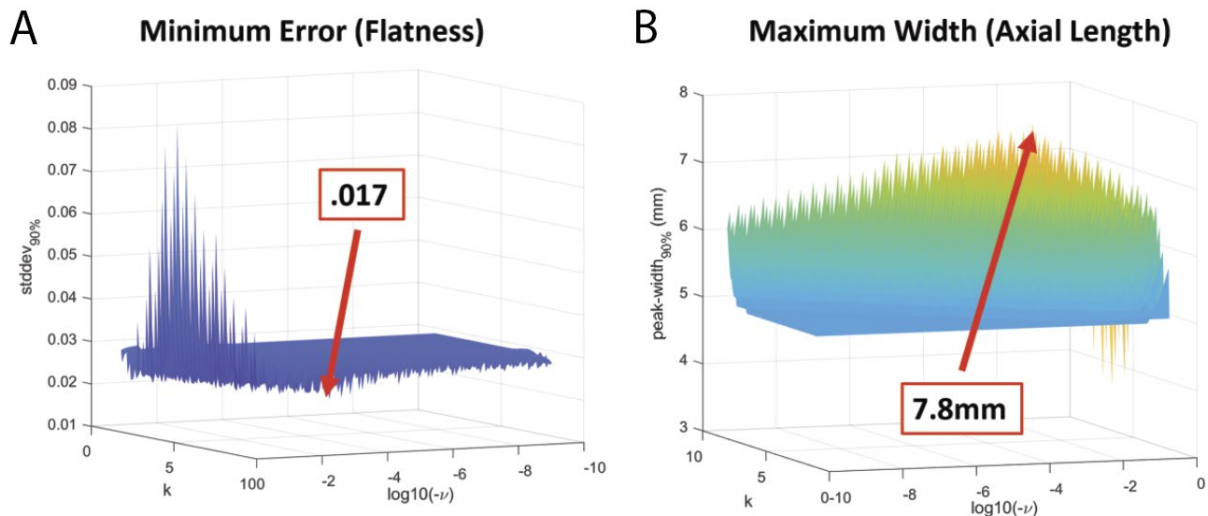 A
Minimum Error (Flatness)
0.09
0.08
0.07
0.06
0.05
0.04
0.03
0.02
0.01
stddev90%
.017
0
5
100
-2
-4
-6
-8
-10
k
log10(-ν)
B
Maximum Width (Axial Length)
8
7
6
5
4
3
peak-width90% (mm)
7.8mm
10
5
0-10
-8
-6
-4
-2
0
k
log10(-ν)